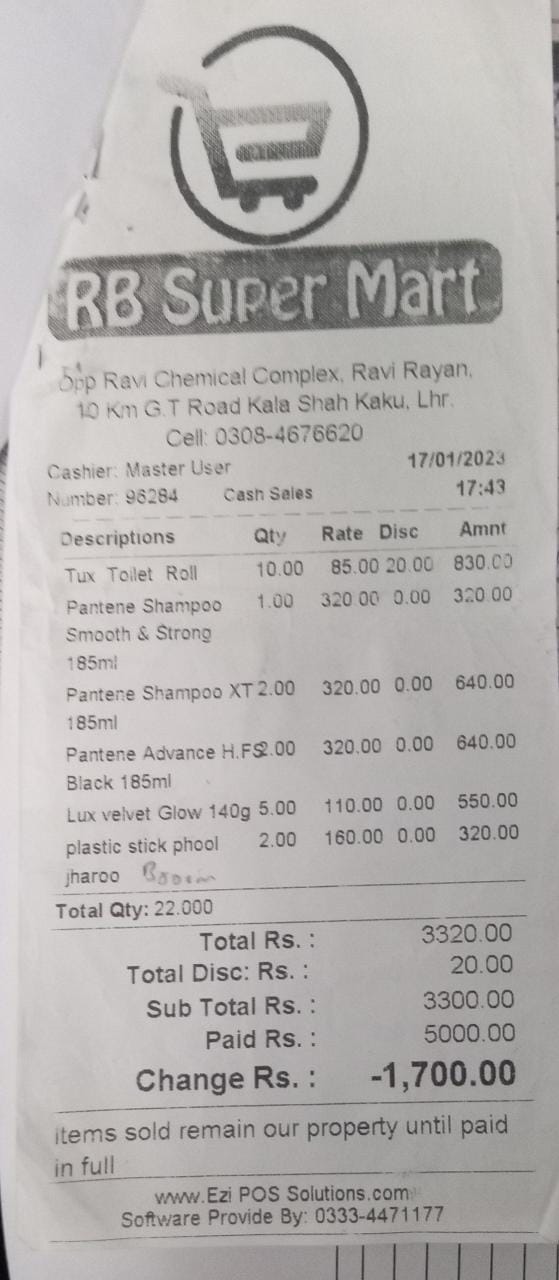 RB Super Mart
Opp Ravi Chemical Complex, Ravi Rayan,
10 Km G.T Road Kala Shah Kaku, Lhr.
Cell: 0308-4676620
Cashier: Master User 17/01/2023
Number: 96284 Cash Sales 17:43
Descriptions Qty Rate Disc Amnt
Tux Toilet Roll 10.00 85.00 20.00 830.00
Pantene Shampoo 1.00 320.00 0.00 320.00
Smooth & Strong
185ml
Pantene Shampoo XT 2.00 320.00 0.00 640.00
185ml
Pantene Advance H.FS2.00 320.00 0.00 640.00
Black 185ml
Lux velvet Glow 140g 5.00 110.00 0.00 550.00
plastic stick phool 2.00 160.00 0.00 320.00
jharoo Broom
Total Qty: 22.000
Total Rs. : 3320.00
Total Disc: Rs. : 20.00
Sub Total Rs. : 3300.00
Paid Rs. : 5000.00
Change Rs. : -1,700.00
items sold remain our property until paid
in full
www.Ezi POS Solutions.com
Software Provide By: 0333-4471177